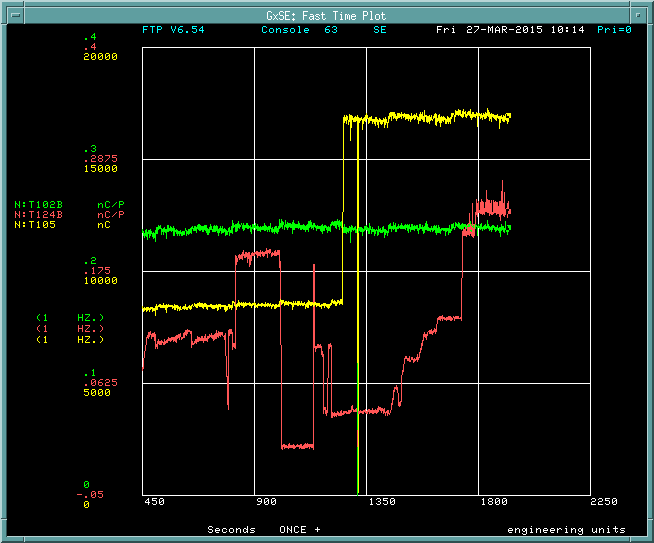 GxSE: Fast Time Plot
FTP V6.54 Console 63 SE Fri 27-MAR-2015 10:14 Pri=0
.4
.4
20000
.3
.2875
15000
N:T102B nC/P
N:T124B nC/P
N:T105 nC
.2
.175
10000
(1 HZ.)
(1 HZ.)
(1 HZ.)
.1
.0625
5000
0
-.05
0
450 900 1350 1800 2250
Seconds ONCE + engineering units